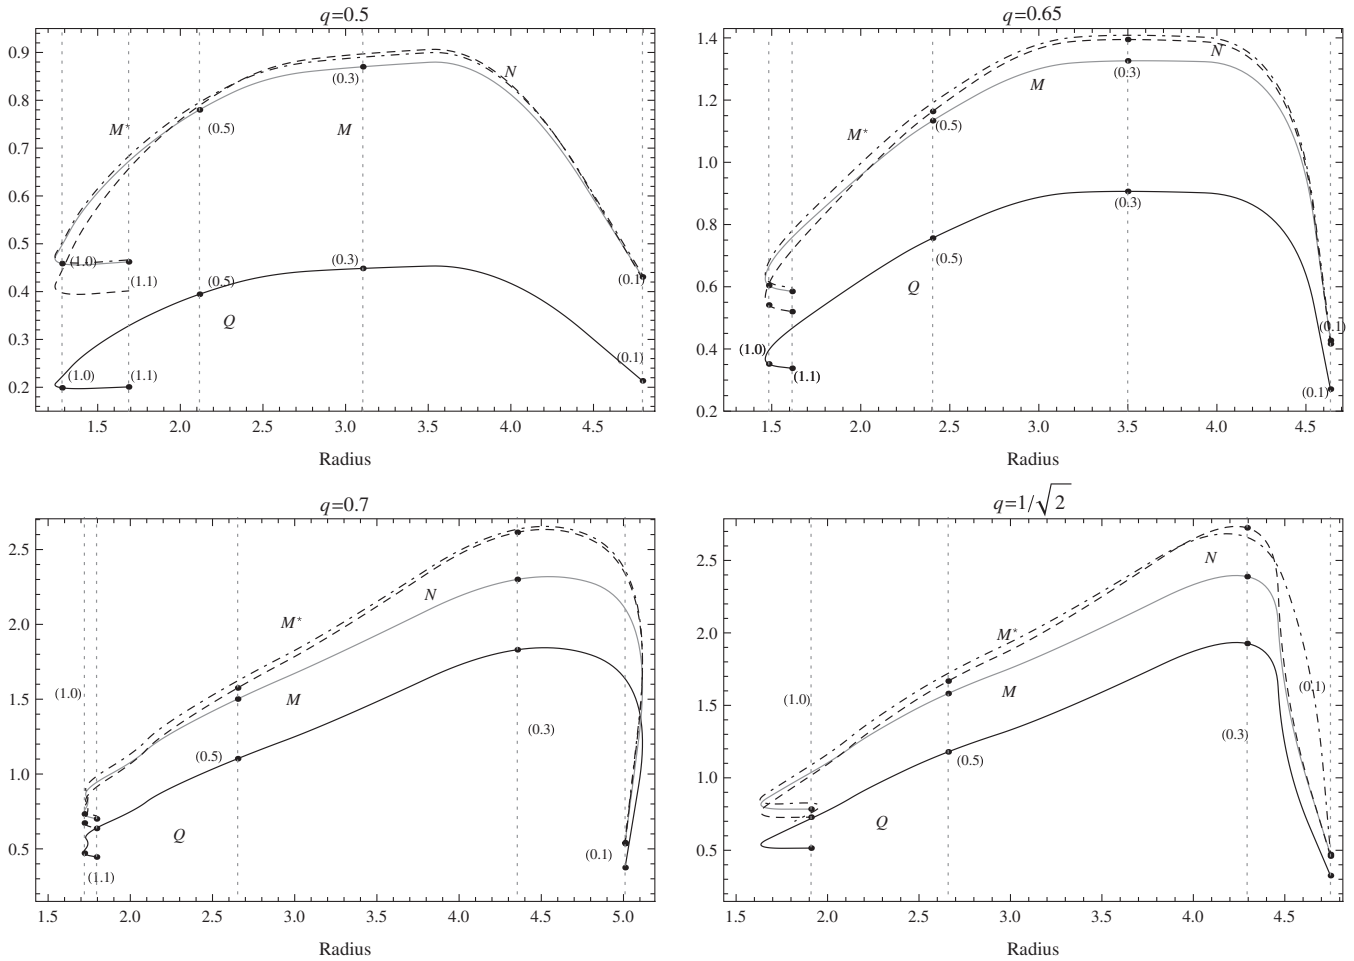 q=0.5
0.9
0.8
0.7
0.6
0.5
0.4
0.3
0.2
N
(0.3)
M*
(0.5)
M
(1.0)
(0.1)
(1.1)
(0.3)
(0.5)
Q
(0.1)
(1.0)
(1.1)
1.5 2.0 2.5 3.0 3.5 4.0 4.5
Radius
q=0.65
1.4
1.2
1.0
0.8
0.6
0.4
0.2
N
(0.3)
M
M*
(0.5)
(0.3)
(0.5)
Q
(0.1)
(1.0)
(1.1)
(0.1)
1.5 2.0 2.5 3.0 3.5 4.0 4.5
Radius
q=0.7
2.5
2.0
1.5
1.0
0.5
N
M*
(1.0)
M
(0.3)
(0.5)
Q
(0.1)
(1.1)
1.5 2.0 2.5 3.0 3.5 4.0 4.5 5.0
Radius
q=1/√2
2.5
2.0
1.5
1.0
0.5
N
M*
(0.1)
M
(1.0)
(0.3)
(0.5)
Q
1.5 2.0 2.5 3.0 3.5 4.0 4.5
Radius